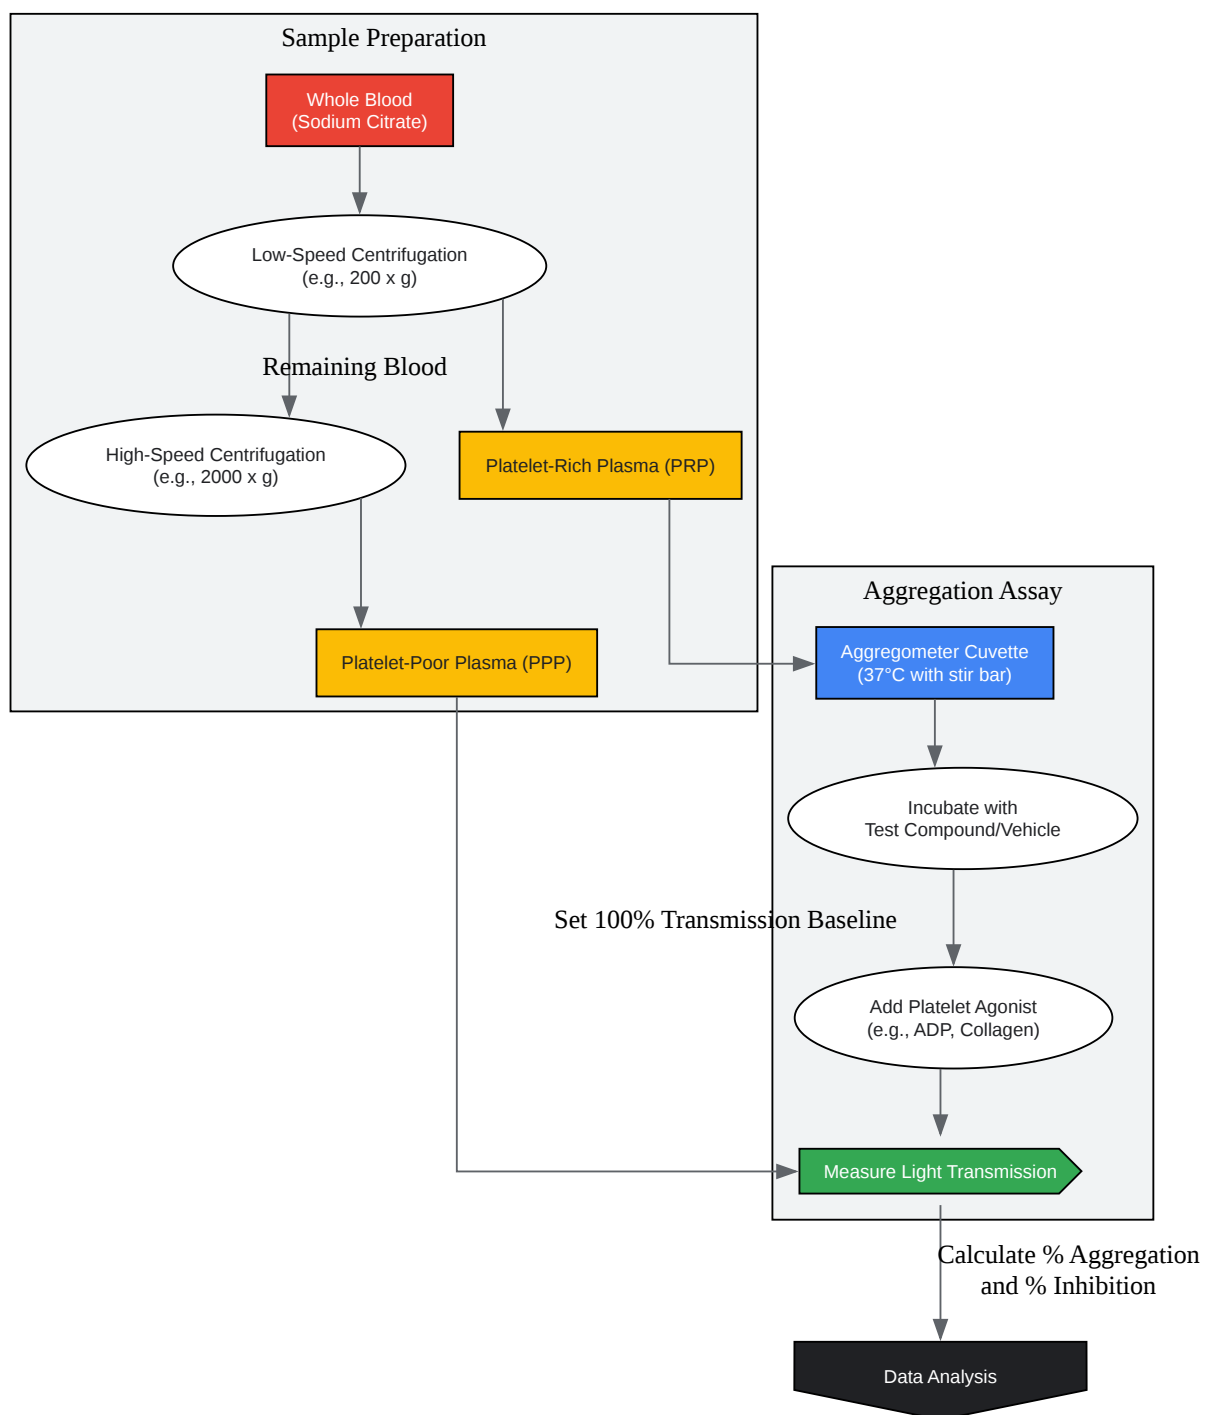 Sample Preparation
Whole Blood
(Sodium Citrate)
Low-Speed Centrifugation
(e.g., 200 x g)
Remaining Blood
High-Speed Centrifugation
(e.g., 2000 x g)
Platelet-Rich Plasma (PRP)
Platelet-Poor Plasma (PPP)
Aggregation Assay
Aggregometer Cuvette
(37°C with stir bar)
Incubate with
Test Compound/Vehicle
Set 100% Transmission Baseline
Add Platelet Agonist
(e.g., ADP, Collagen)
Measure Light Transmission
Calculate % Aggregation
and % Inhibition
Data Analysis